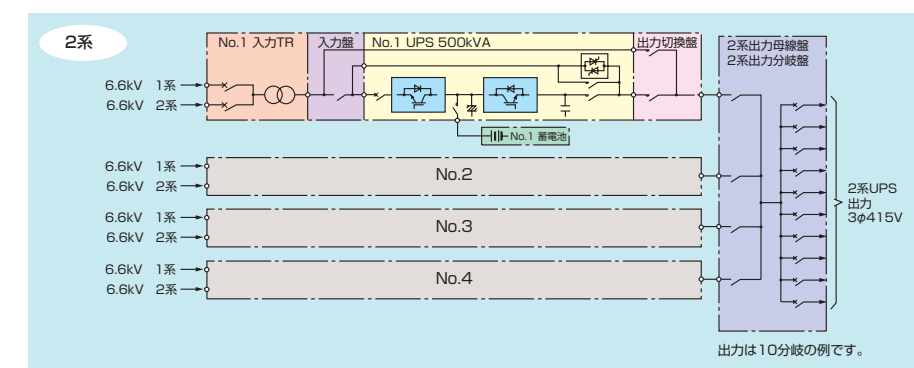 2系
No.1 入力TR
入力盤
No.1 UPS 500kVA
出力切換盤
2系出力母線盤
2系出力分岐盤
6.6kV 1系
6.6kV 2系
No.1 蓄電池
6.6kV 1系
6.6kV 2系
No.2
6.6kV 1系
6.6kV 2系
No.3
6.6kV 1系
6.6kV 2系
No.4
2系UPS
出力
3φ415V
出力は10分岐の例です。